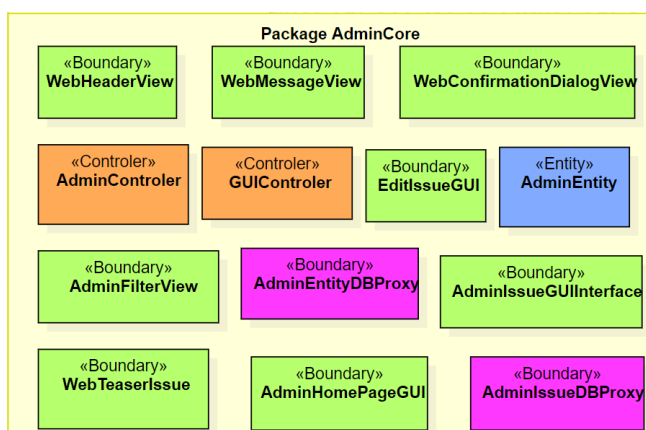 Package AdminCore
«Boundary»
WebHeaderView
«Boundary»
WebMessageView
«Boundary»
WebConfirmationDialogView
«Controler»
AdminControler
«Controler»
GUIControler
«Boundary»
EditIssueGUI
«Entity»
AdminEntity
«Boundary»
AdminFilterView
«Boundary»
AdminEntityDBProxy
«Boundary»
AdminIssueGUIInterface
«Boundary»
WebTeaserIssue
«Boundary»
AdminHomePageGUI
«Boundary»
AdminIssueDBProxy